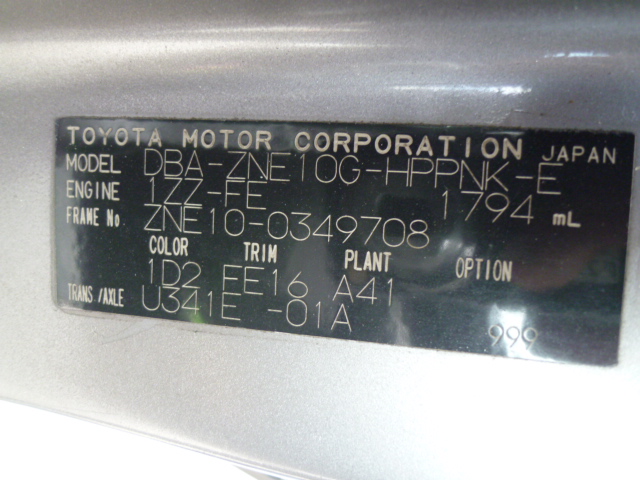 TOYOTA MOTOR CORPORATION JAPAN
MODEL DBA-ZNE10G-HPPNK-E
ENGINE 1ZZ-FE 1794 mL
FRAME No ZNE10-0349708
COLOR TRIM PLANT OPTION
1D2 FE16 A41
TRANS./AXLE U341E -01A
999